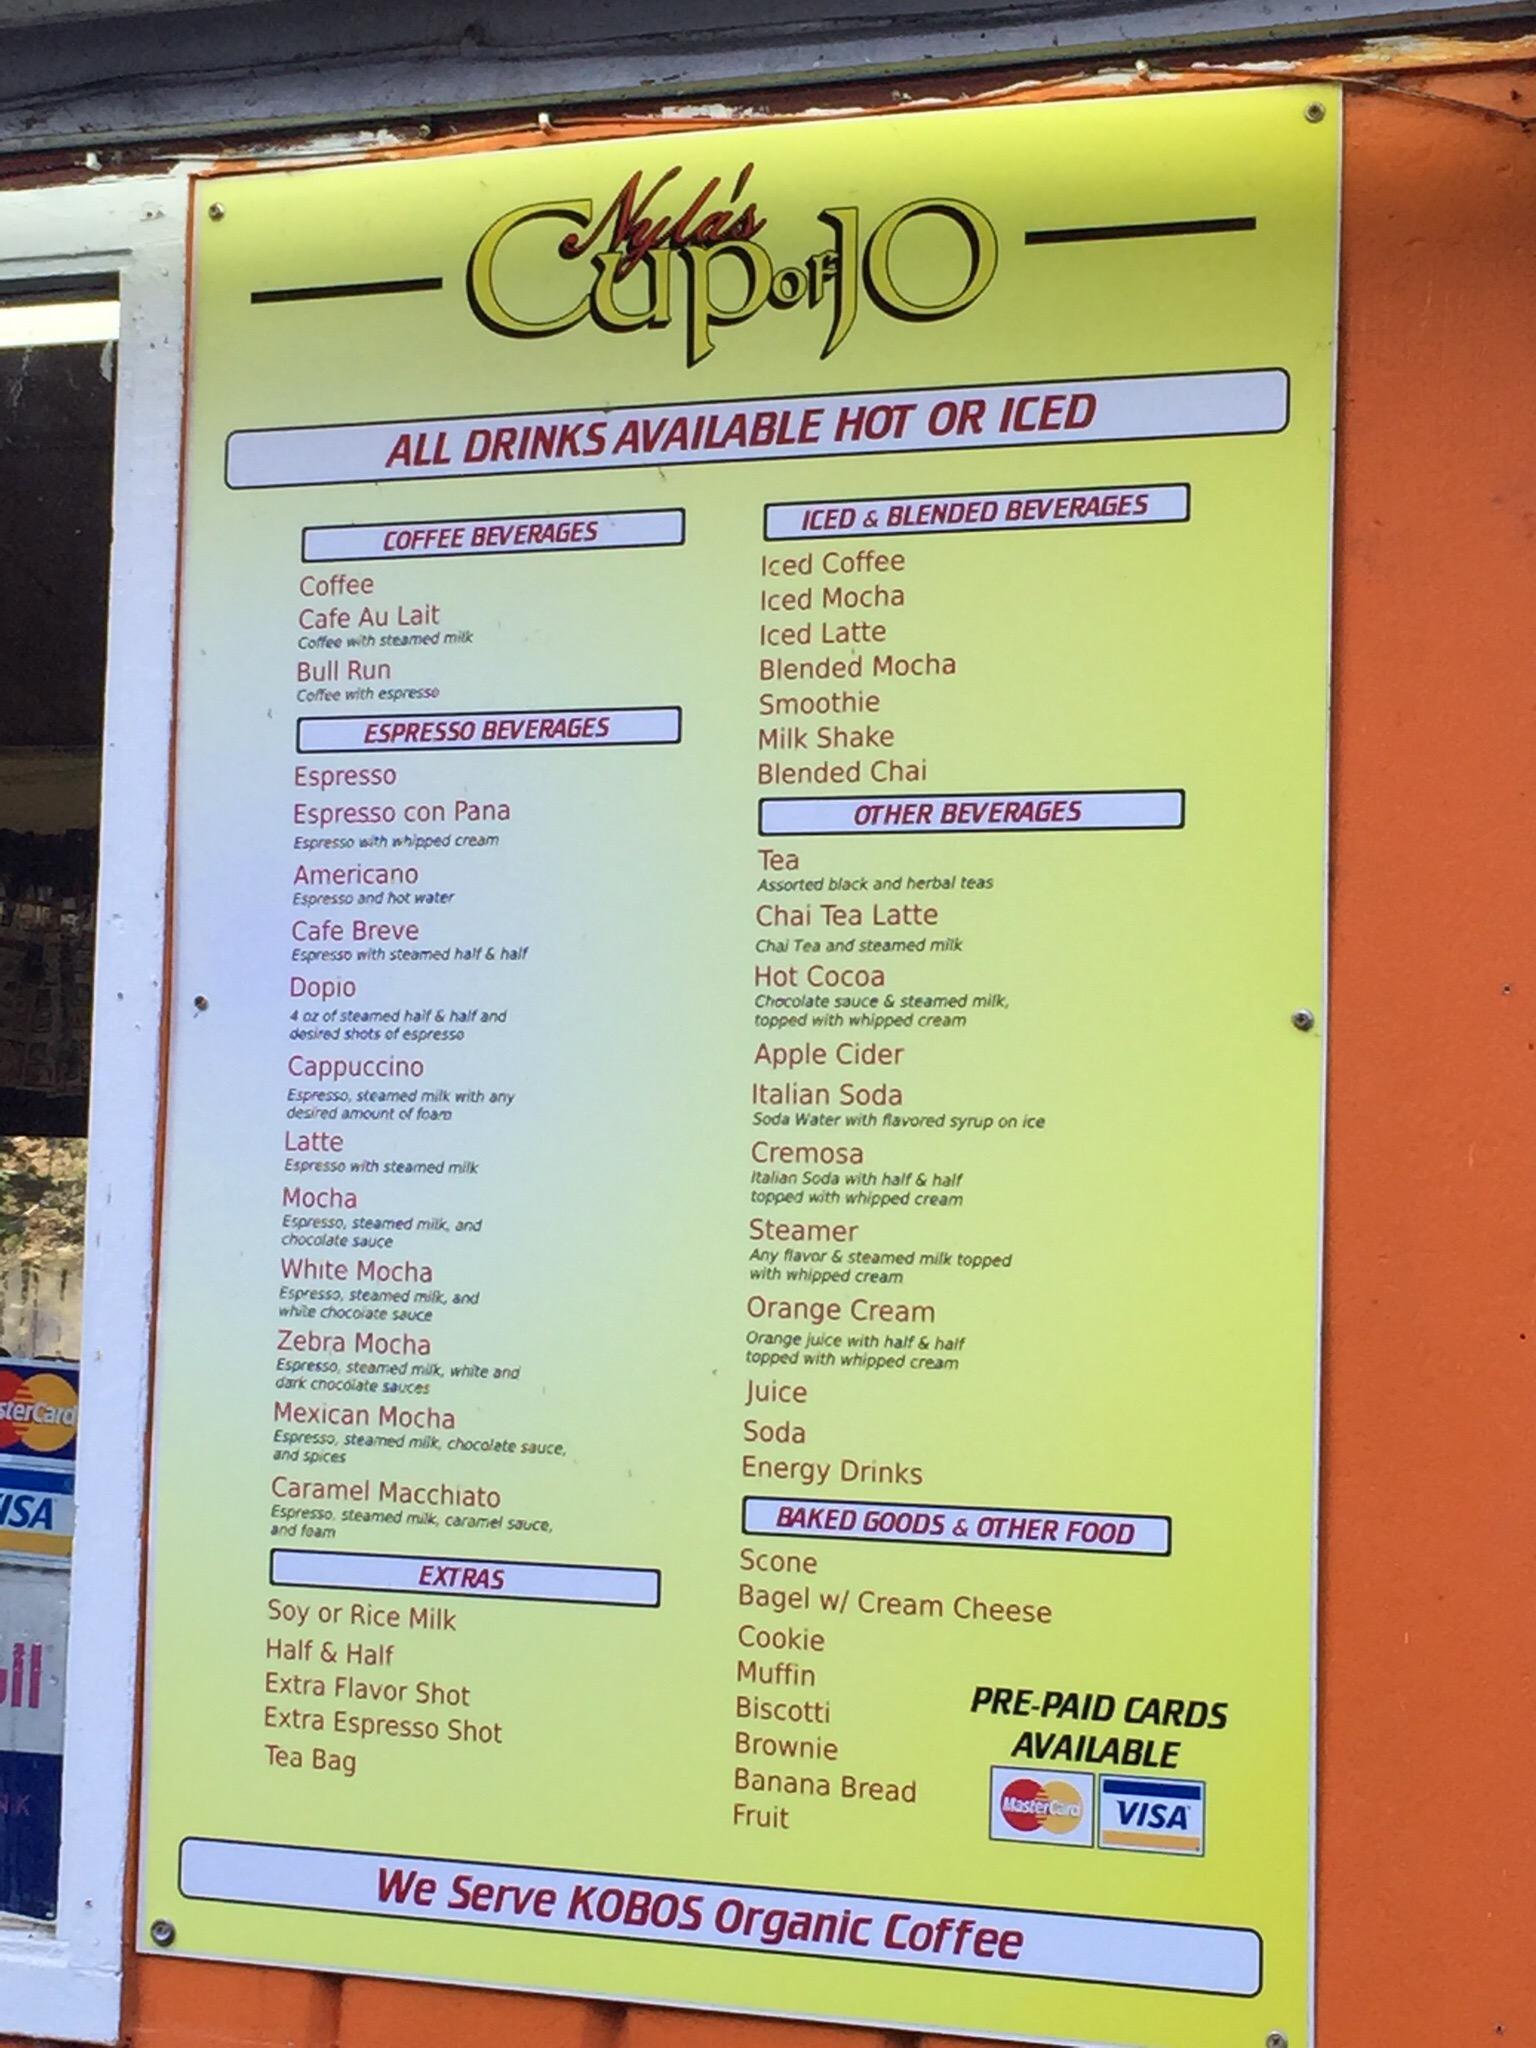 Nyla's
Cup of JO
ALL DRINKS AVAILABLE HOT OR ICED
COFFEE BEVERAGES
Coffee
Cafe Au Lait
Coffee with steamed milk
Bull Run
Coffee with espresso
ESPRESSO BEVERAGES
Espresso
Espresso con Pana
Espresso with whipped cream
Americano
Espresso and hot water
Cafe Breve
Espresso with steamed half & half
Dopio
4 oz of steamed half & half and
desired shots of espresso
Cappuccino
Espresso, steamed milk with any
desired amount of foam
Latte
Espresso with steamed milk
Mocha
Espresso, steamed milk, and
chocolate sauce
White Mocha
Espresso, steamed milk, and
white chocolate sauce
Zebra Mocha
Espresso, steamed milk, white and
dark chocolate sauces
Mexican Mocha
Espresso, steamed milk, chocolate sauce,
and spices
Caramel Macchiato
Espresso, steamed milk, caramel sauce,
and foam
EXTRAS
Soy or Rice Milk
Half & Half
Extra Flavor Shot
Extra Espresso Shot
Tea Bag
ICED & BLENDED BEVERAGES
Iced Coffee
Iced Mocha
Iced Latte
Blended Mocha
Smoothie
Milk Shake
Blended Chai
OTHER BEVERAGES
Tea
Assorted black and herbal teas
Chai Tea Latte
Chai Tea and steamed milk
Hot Cocoa
Chocolate sauce & steamed milk,
topped with whipped cream
Apple Cider
Italian Soda
Soda Water with flavored syrup on ice
Cremosa
Italian Soda with half & half
topped with whipped cream
Steamer
Any flavor & steamed milk topped
with whipped cream
Orange Cream
Orange juice with half & half
topped with whipped cream
Juice
Soda
Energy Drinks
BAKED GOODS & OTHER FOOD
Scone
Bagel w/ Cream Cheese
Cookie
Muffin
Biscotti
Brownie
Banana Bread
Fruit
PRE-PAID CARDS
AVAILABLE
MasterCard VISA
We Serve KOBOS Organic Coffee
sterCard
ISA